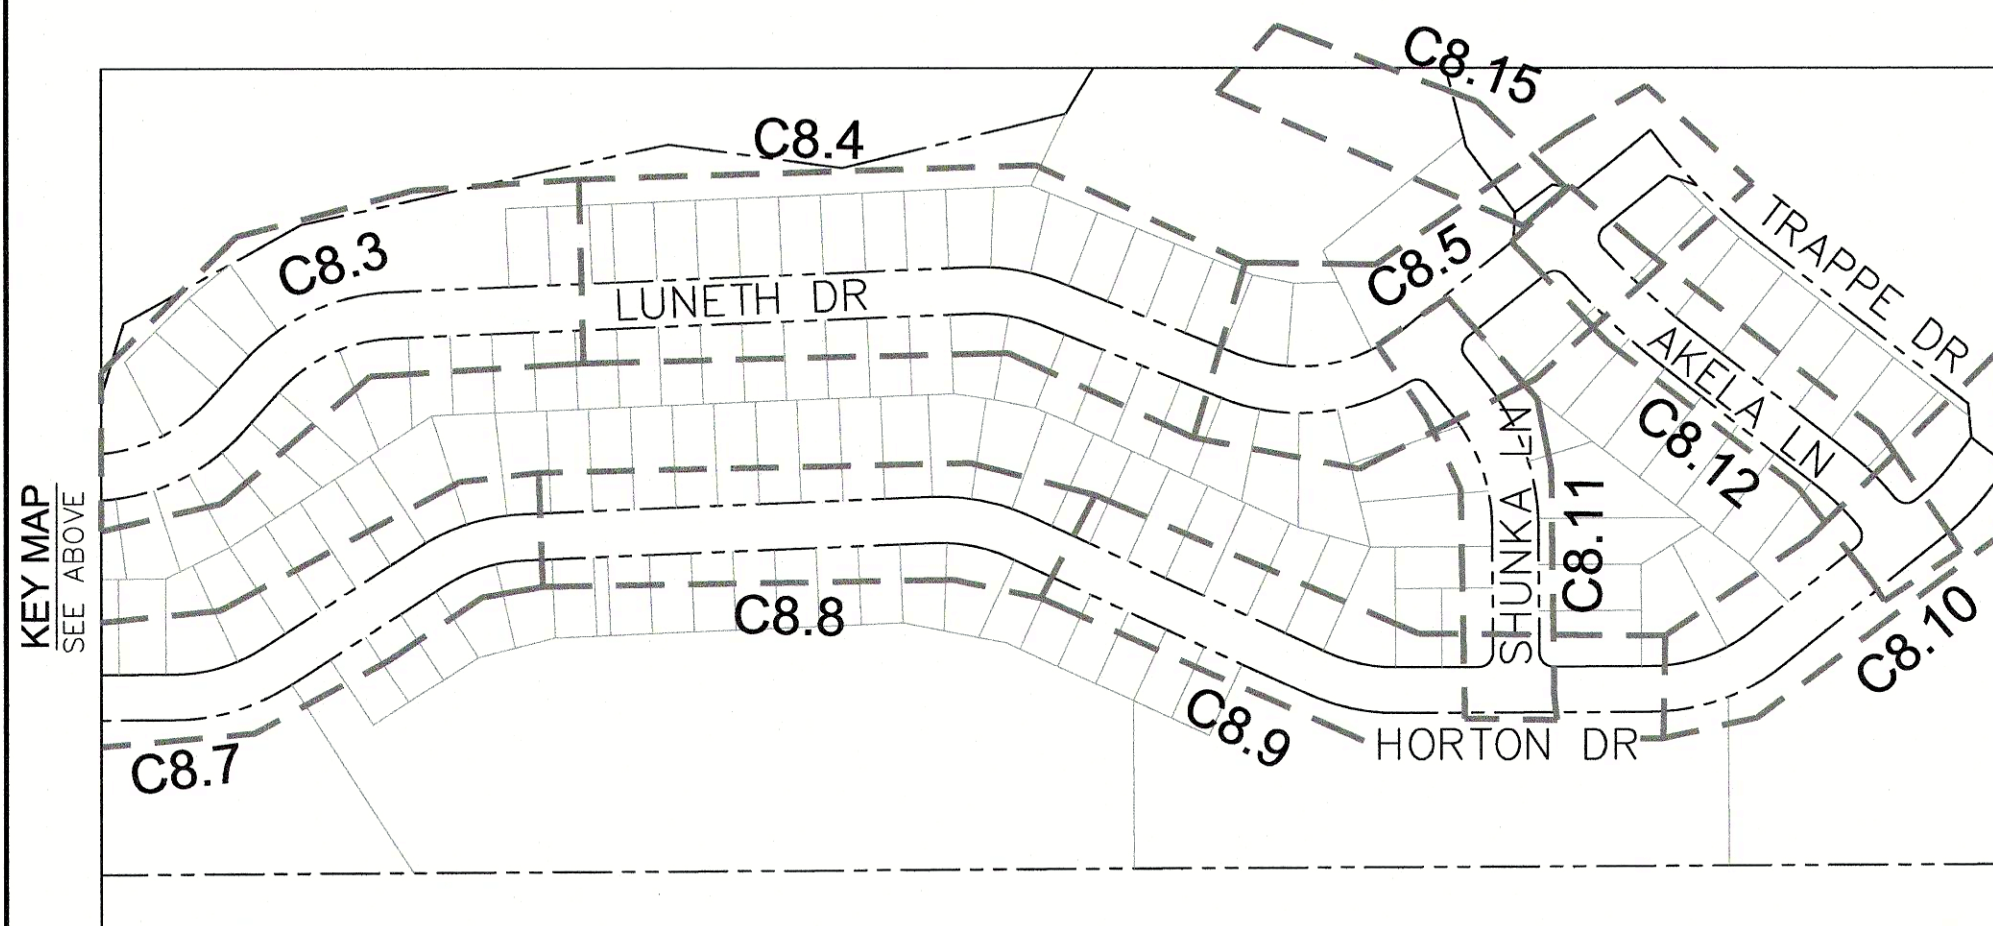 C8.15
C8.4
C8.3
C8.5
TRAPPE DR
LUNETH DR
AKELA LN
C8.12
KEY MAP
SEE ABOVE
SHUNKA LN
C8.11
C8.8
C8.10
C8.9
HORTON DR
C8.7